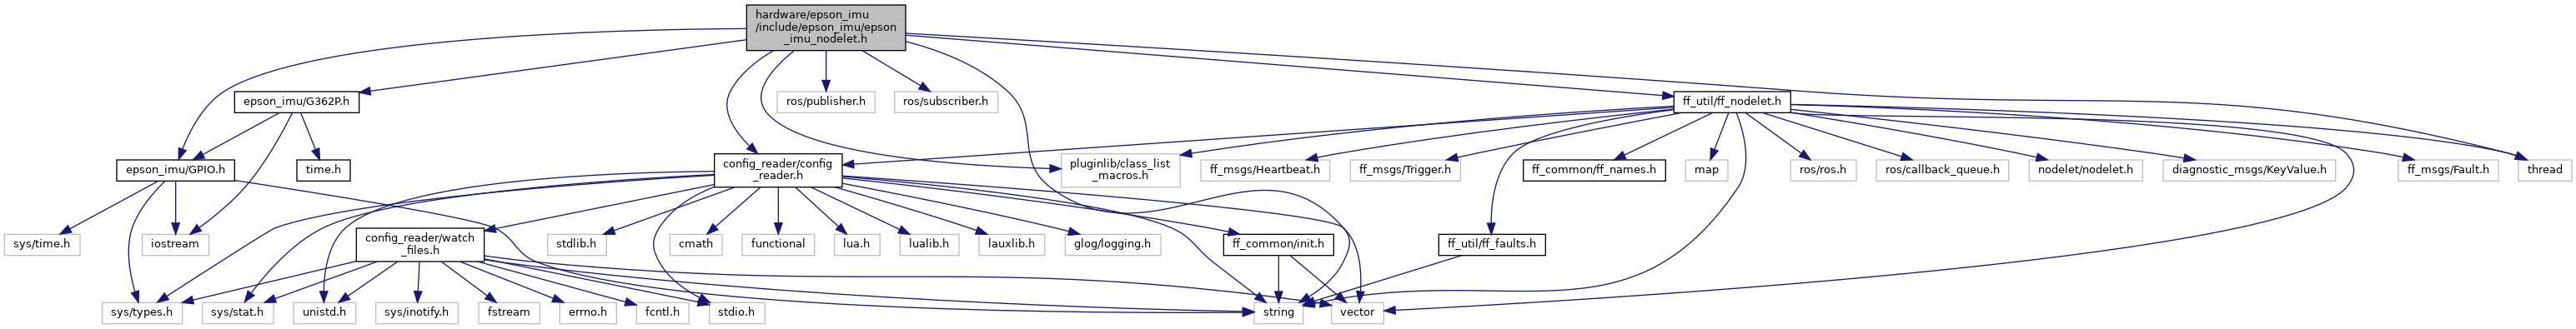 hardware/epson_imu
/include/epson_imu/epson
_imu_nodelet.h
epson_imu/G362P.h
ros/publisher.h
ros/subscriber.h
ff_util/ff_nodelet.h
epson_imu/GPIO.h
time.h
config_reader/config
_reader.h
pluginlib/class_list
_macros.h
ff_msgs/Heartbeat.h
ff_msgs/Trigger.h
ff_common/ff_names.h
map
ros/ros.h
ros/callback_queue.h
nodelet/nodelet.h
diagnostic_msgs/KeyValue.h
ff_msgs/Fault.h
thread
sys/time.h
iostream
config_reader/watch
_files.h
stdlib.h
cmath
functional
lua.h
lualib.h
lauxlib.h
glog/logging.h
ff_common/init.h
ff_util/ff_faults.h
sys/types.h
sys/stat.h
unistd.h
sys/inotify.h
fstream
errno.h
fcntl.h
stdio.h
string
vector